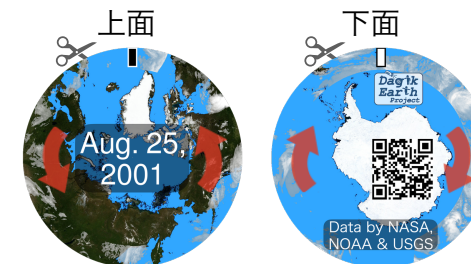 上面
下面
Aug. 25,
2001
Dagik
Earth
Project
Data by NASA,
NOAA & USGS